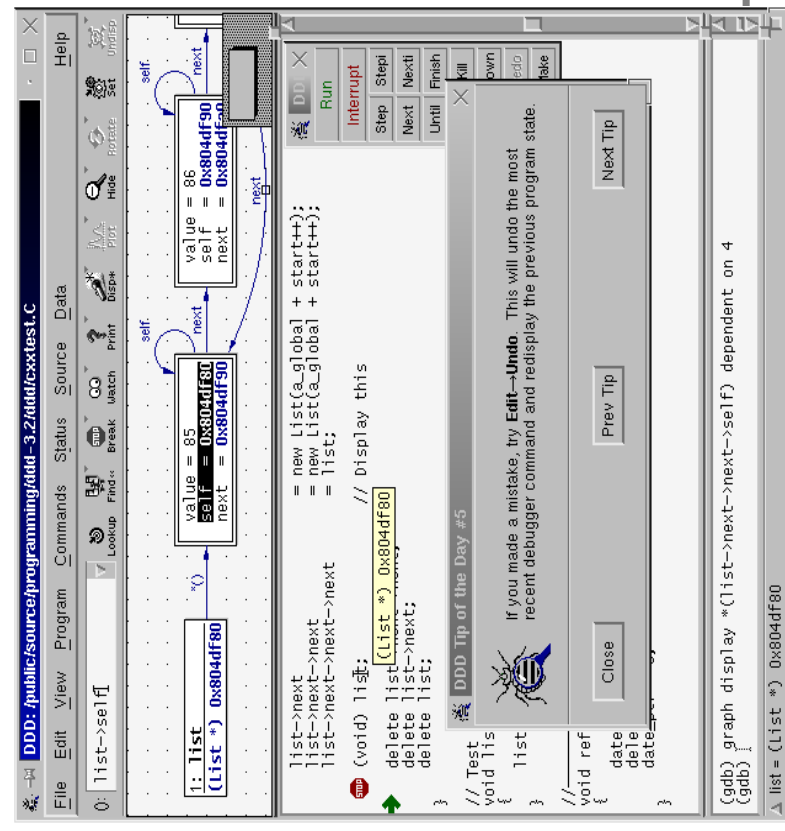 DDD: /public/source/programming/ddd-3.2/ddd/cxxtest.C
File Edit View Program Commands Status Source Data Help
(): list->self
Lookup Find<< Break Watch Print Disp* Plot Hide Rotate Set Undisp
1: list
(List *) 0x804df80
*()
value = 85
self = 0x804df80
next = 0x804df90
self
next
value = 86
self = 0x804df90
next = 0x804df90
self
next
next
list->next = new List(a_global + start++);
list->next->next = new List(a_global + start++);
list->next->next->next = list;
(void) list; // Display this
delete list
delete list->next;
delete list;
}
// Test
void lis
{
list
}
//
void ref
{
date
dele
date
}
(List *) 0x804df80
DDD
Run
Interrupt
Step Stepi
Next Nexti
Until Finish
Kill
own
edo
Make
DDD Tip of the Day #5
If you made a mistake, try Edit→Undo. This will undo the most
recent debugger command and redisplay the previous program state.
Close Prev Tip Next Tip
(gdb) graph display *(list->next->next->self) dependent on 4
(gdb)
list = (List *) 0x804df80